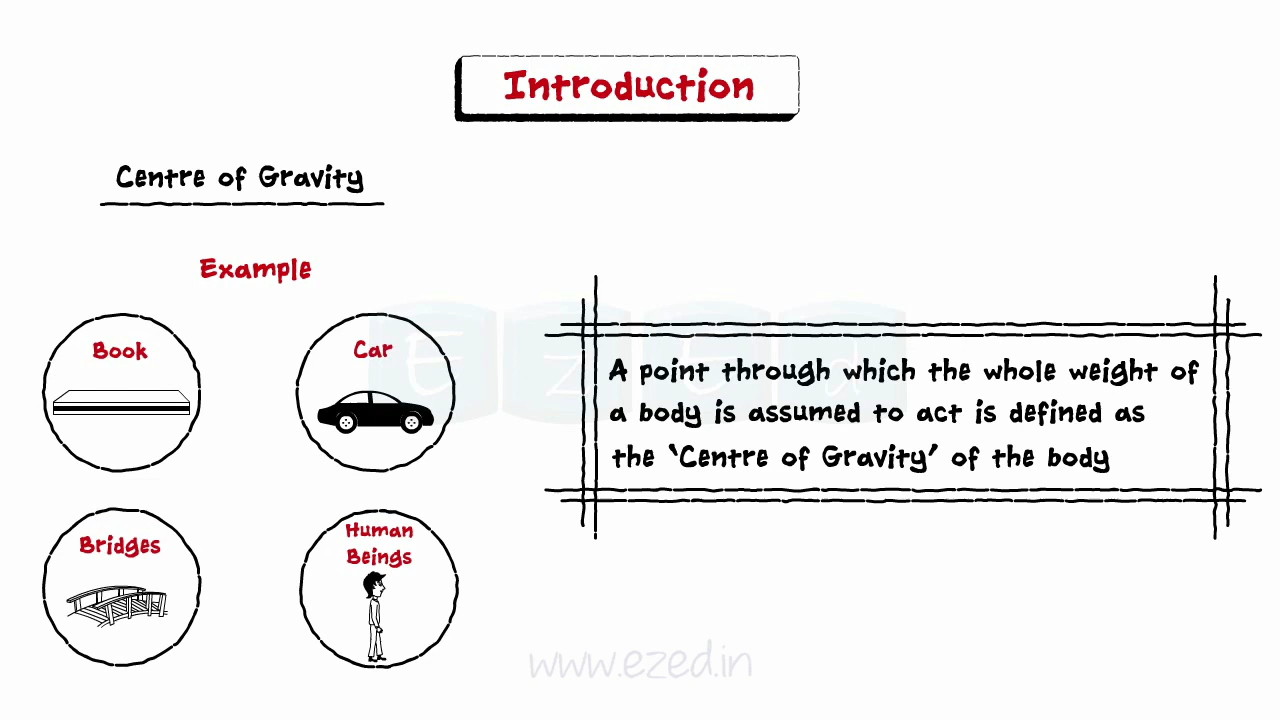 Introduction
Centre of Gravity
Example
Book
Car
Bridges
Human
Beings
A point through which the whole weight of
a body is assumed to act is defined as
the ‘Centre of Gravity’ of the body
EzEd
www.ezed.in